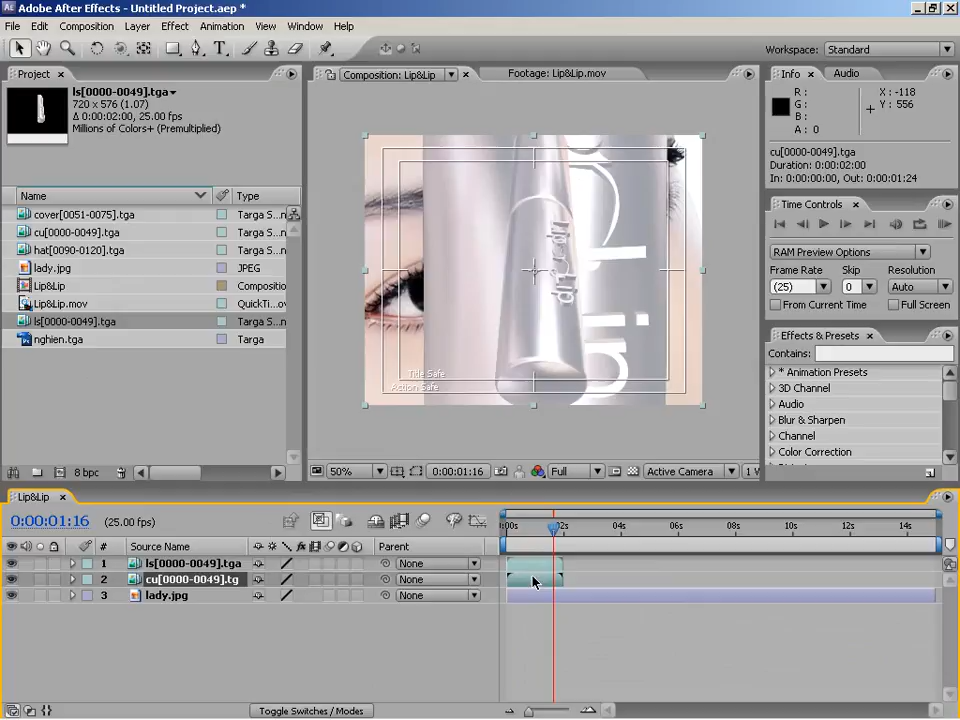 Adobe After Effects - Untitled Project.aep *
File Edit Composition Layer Effect Animation View Window Help
Workspace: Standard
Project
Composition: Lip&Lip
Footage: Lip&Lip.mov
Info Audio
ls[0000-0049].tga
720 x 576 (1.07)
Δ 0:00:02:00, 25.00 fps
Millions of Colors+ (Premultiplied)
R :
G :
B :
A : 0
X : -118
Y : 556
cu[0000-0049].tga
Duration: 0:00:02:00
In: 0:00:00:00, Out: 0:00:01:24
Name Type
cover[0051-0075].tga Targa S...
cu[0000-0049].tga Targa S...
hat[0090-0120].tga Targa S...
lady.jpg JPEG
Lip&Lip Compositio
Lip&Lip.mov QuickTi...ov
ls[0000-0049].tga Targa S...
nghien.tga Targa
Title Safe
Action Safe
Time Controls
RAM Preview Options
Frame Rate Skip Resolution
(25) 0 Auto
From Current Time Full Screen
Effects & Presets
Contains:
* Animation Presets
3D Channel
Audio
Blur & Sharpen
Channel
Color Correction
8 bpc
50% 0:00:01:16 Full Active Camera 1
Lip&Lip
0:00:01:16 (25.00 fps)
:00s 02s 04s 06s 08s 10s 12s 14s
# Source Name Parent
1 ls[0000-0049].tga None
2 cu[0000-0049].tg None
3 lady.jpg None
Toggle Switches / Modes